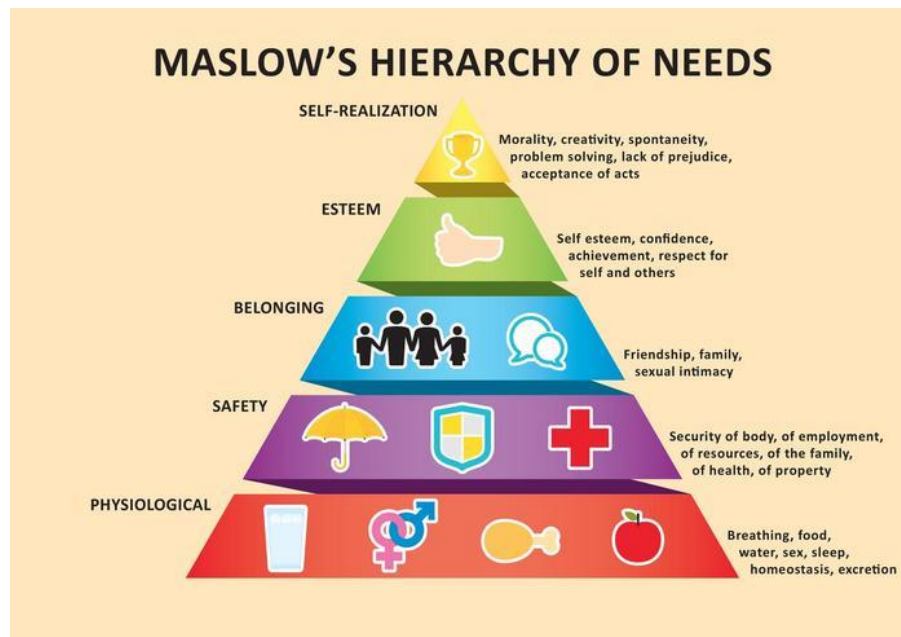 MASLOW'S HIERARCHY OF NEEDS
SELF-REALIZATION
Morality, creativity, spontaneity,
problem solving, lack of prejudice,
acceptance of acts
ESTEEM
Self esteem, confidence,
achievement, respect for
self and others
BELONGING
Friendship, family,
sexual intimacy
SAFETY
Security of body, of employment,
of resources, of the family,
of health, of property
PHYSIOLOGICAL
Breathing, food,
water, sex, sleep,
homeostasis, excretion